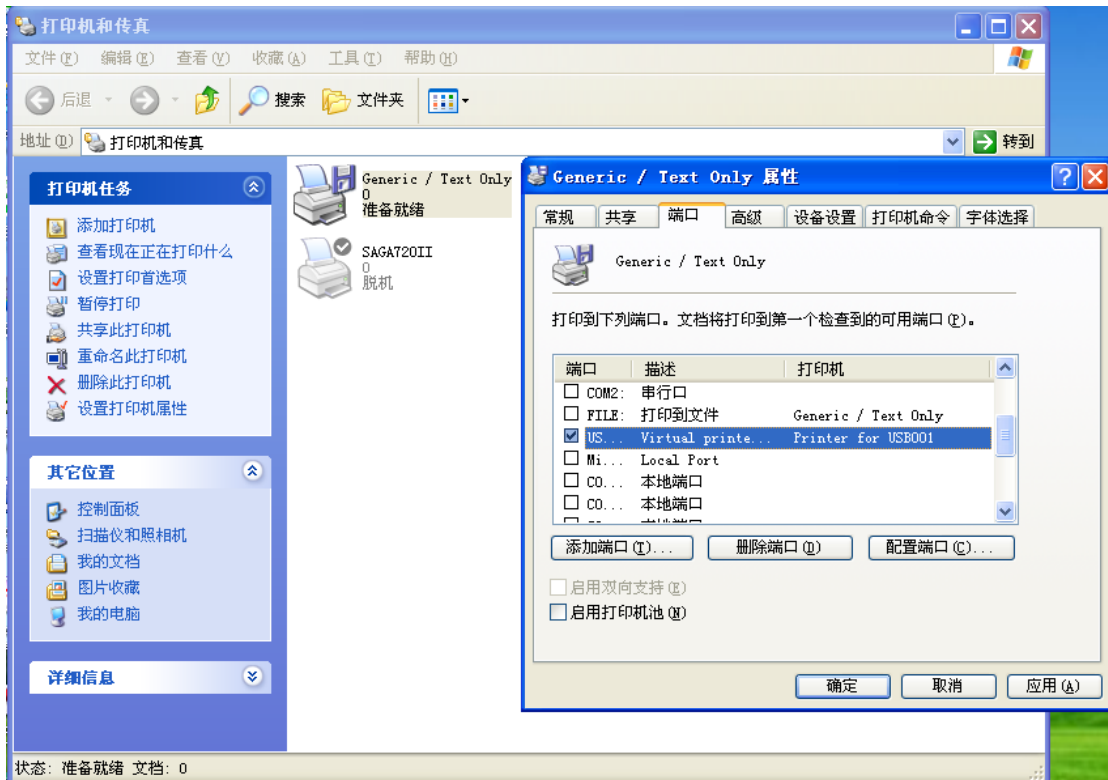 打印机和传真
文件(F) 编辑(E) 查看(V) 收藏(A) 工具(T) 帮助(H)
后退 搜索 文件夹
地址(D) 打印机和传真 转到
打印机任务
添加打印机
查看现在正在打印什么
设置打印首选项
暂停打印
共享此打印机
重命名此打印机
删除此打印机
设置打印机属性
其它位置
控制面板
扫描仪和照相机
我的文档
图片收藏
我的电脑
详细信息
Generic / Text Only
0
准备就绪
SAGA720II
0
脱机
Generic / Text Only 属性
常规 共享 端口 高级 设备设置 打印机命令 字体选择
Generic / Text Only
打印到下列端口。文档将打印到第一个检查到的可用端口(P)。
端口 描述 打印机
COM2: 串行口
FILE: 打印到文件 Generic / Text Only
US... Virtual printe... Printer for USB001
Mi... Local Port
CO... 本地端口
CO... 本地端口
添加端口(T)... 删除端口(D) 配置端口(C)...
启用双向支持(E)
启用打印机池(N)
确定 取消 应用(A)
状态: 准备就绪 文档: 0